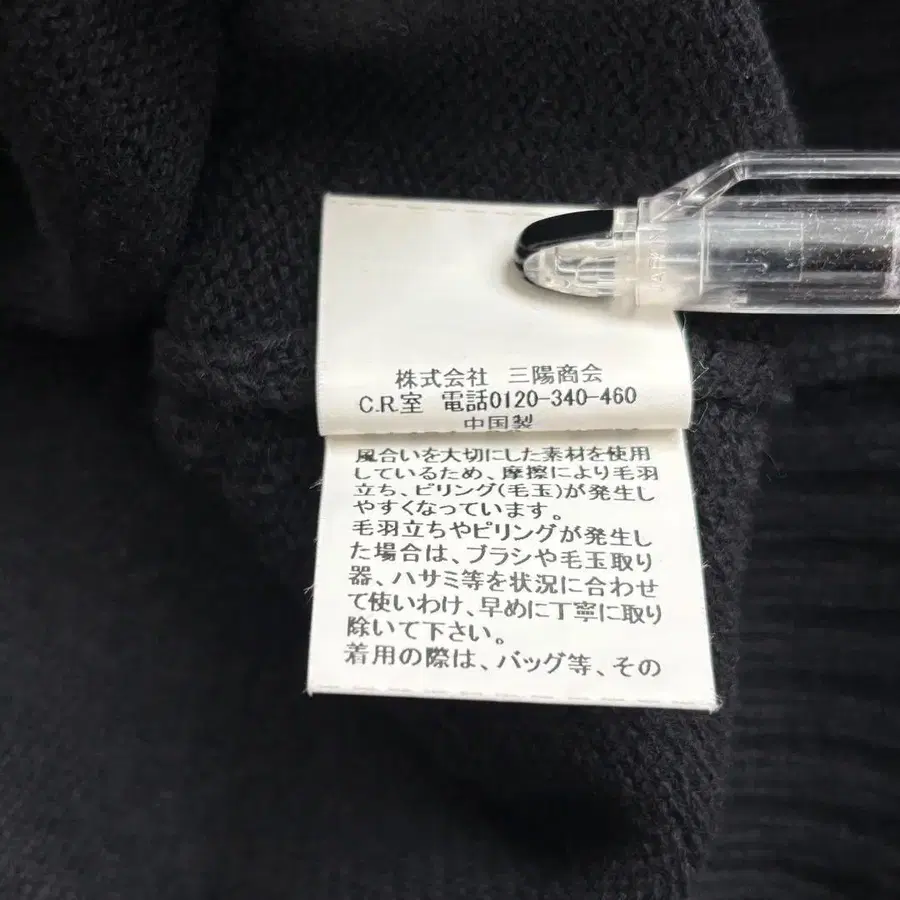 株式会社 三陽商会
C.R.室 電話0120-340-460
中国製
風合いを大切にした素材を使用
しているため、摩擦により毛羽
立ち、ピリング(毛玉)が発生し
やすくなっています。
毛羽立ちやピリングが発生し
た場合は、ブラシや毛玉取り
器、ハサミ等を状況に合わせ
て使いわけ、早めに丁寧に取り
除いて下さい。
着用の際は、バッグ等、その